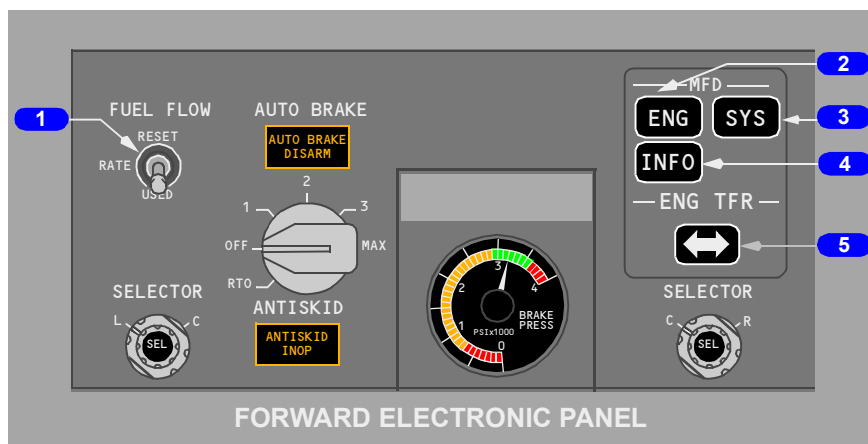 2
MFD
1
FUEL FLOW
AUTO BRAKE
ENG
SYS
3
RESET
AUTO BRAKE
DISARM
RATE
INFO
4
USED
2
1
3
ENG TFR
OFF
MAX
5
RTO
SELECTOR
ANTISKID
SELECTOR
L
C
SEL
ANTISKID
INOP
0
1
2
3
4
PSIx1000
BRAKE
PRESS
C
R
SEL
FORWARD ELECTRONIC PANEL